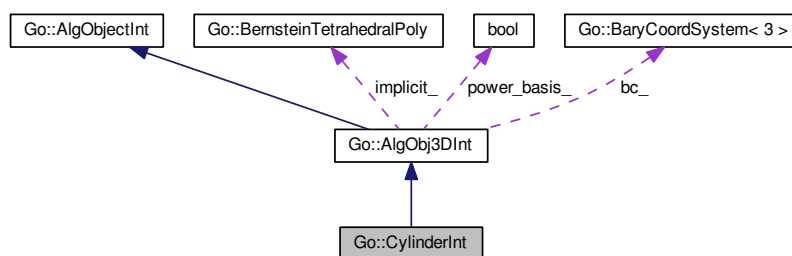 Go::AlgObjectInt
Go::BernsteinTetrahedralPoly
bool
Go::BaryCoordSystem< 3 >
implicit_
power_basis_
bc_
Go::AlgObj3DInt
Go::CylinderInt